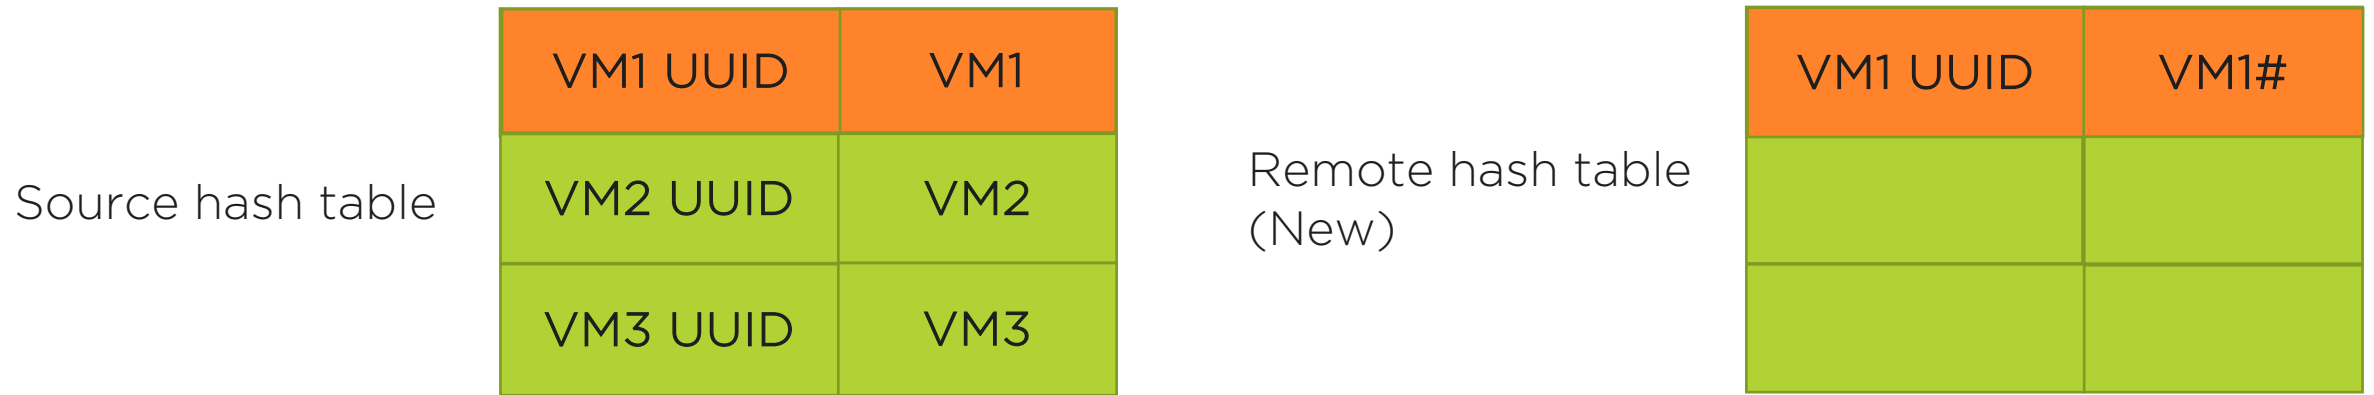 Source hash table
VM1 UUID VM1
VM2 UUID VM2
VM3 UUID VM3
Remote hash table
(New)
VM1 UUID VM1#